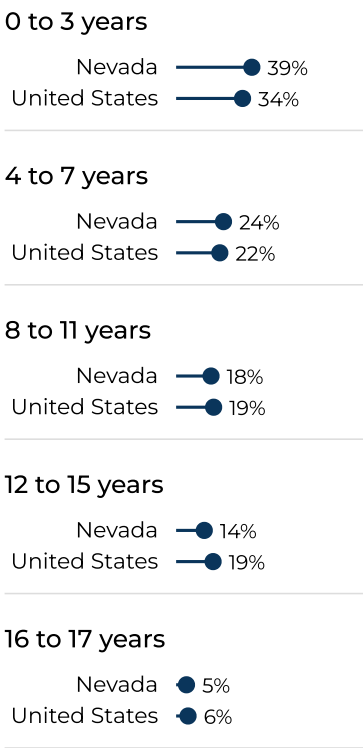 0 to 3 years
Nevada 39%
United States 34%
4 to 7 years
Nevada 24%
United States 22%
8 to 11 years
Nevada 18%
United States 19%
12 to 15 years
Nevada 14%
United States 19%
16 to 17 years
Nevada 5%
United States 6%